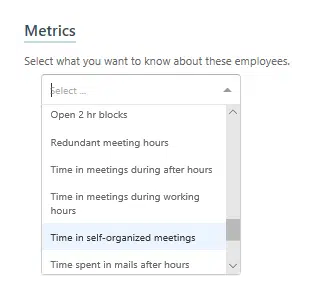 Metrics
Select what you want to know about these employees.
Select ...
Open 2 hr blocks
Redundant meeting hours
Time in meetings during after hours
Time in meetings during working
hours
Time in self-organized meetings
Time spent in mails after hours